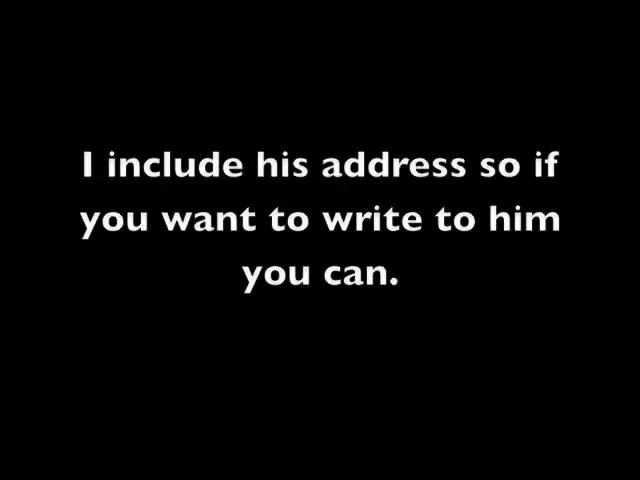 I include his address so if
you want to write to him
you can.